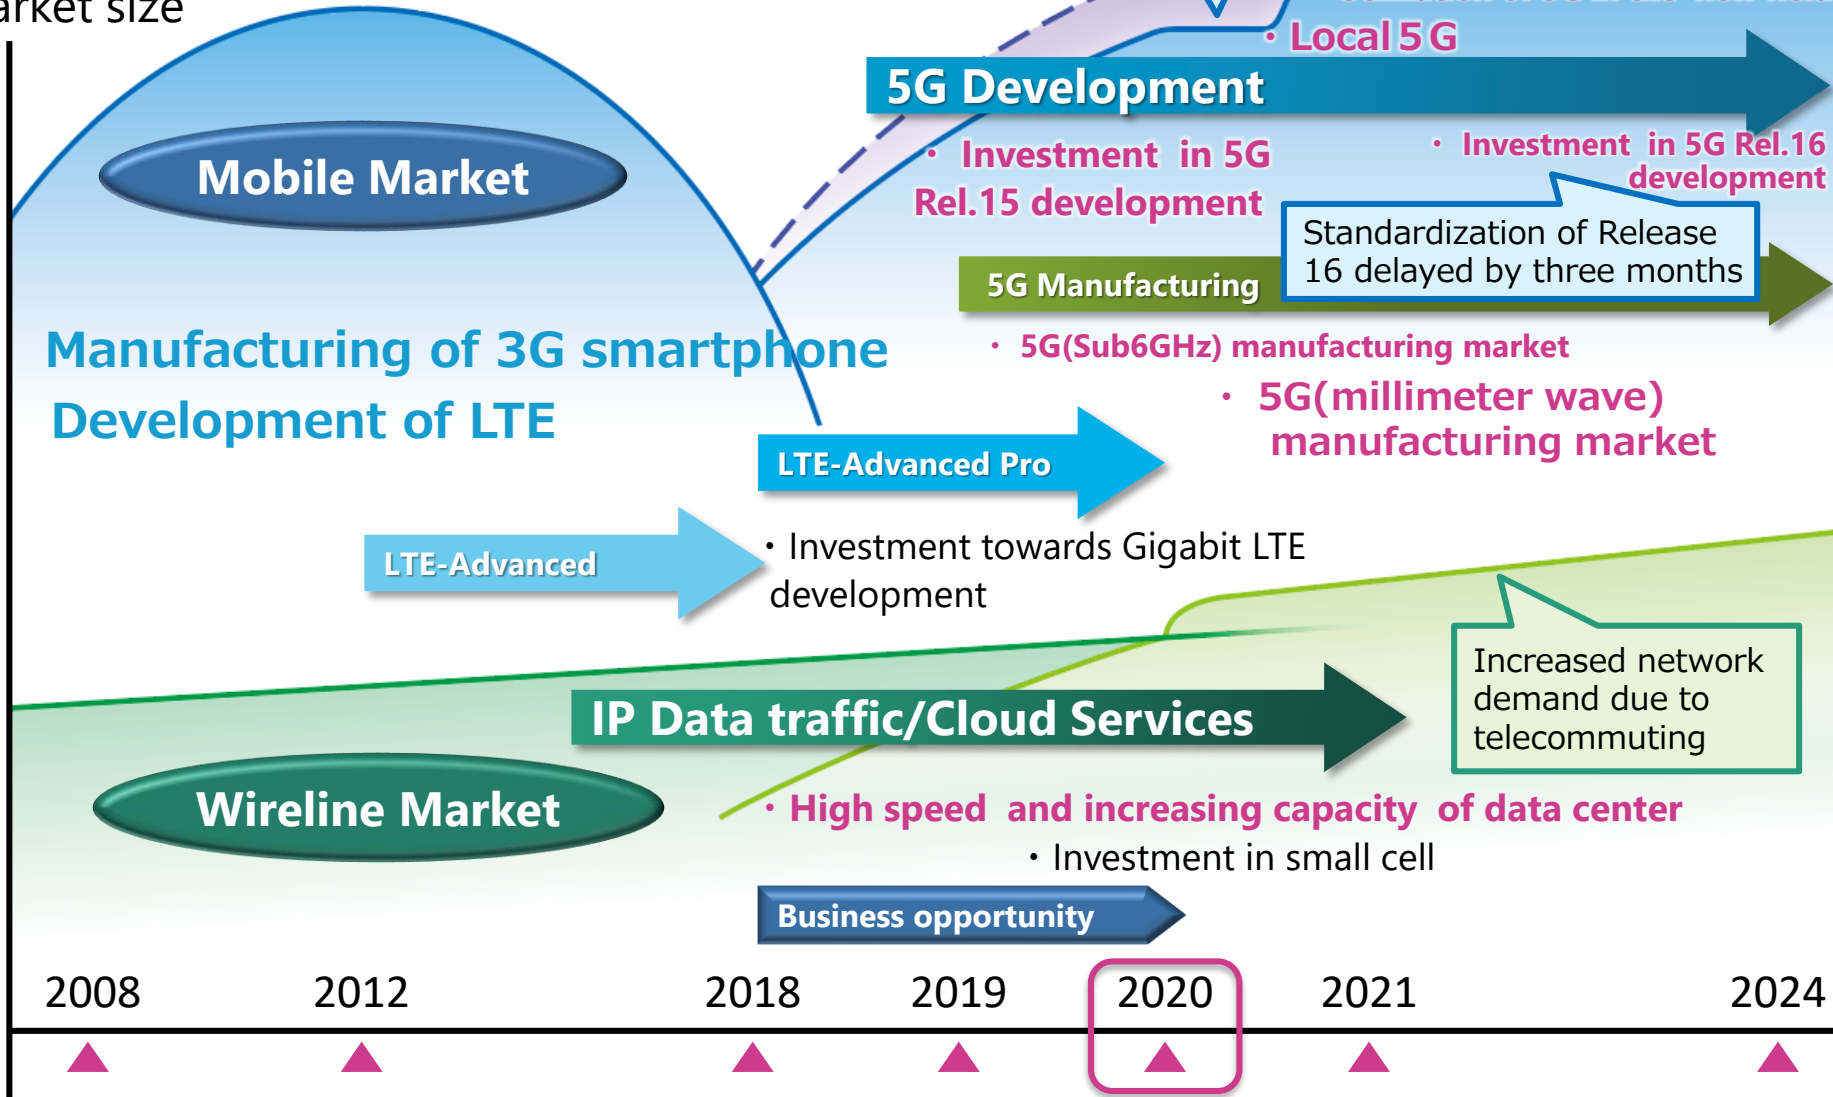 market size
・Local 5G
5G Development
・ Investment in 5G
Rel.15 development
・ Investment in 5G Rel.16
development
Mobile Market
Standardization of Release
16 delayed by three months
5G Manufacturing
・ 5G(Sub6GHz) manufacturing market
・ 5G(millimeter wave)
manufacturing market
Manufacturing of 3G smartphone
Development of LTE
LTE-Advanced Pro
・Investment towards Gigabit LTE
development
LTE-Advanced
Increased network
demand due to
telecommuting
IP Data traffic/Cloud Services
Wireline Market
・High speed and increasing capacity of data center
・Investment in small cell
Business opportunity
2008 2012 2018 2019 2020 2021 2024